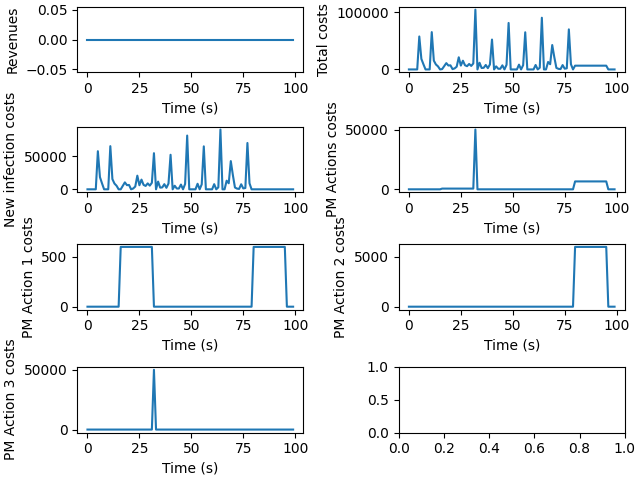 Revenues
0.05
0.00
−0.05
0 25 50 75 100
Time (s)
Total costs
100000
0
0 25 50 75 100
Time (s)
New infection costs
50000
0
0 25 50 75 100
Time (s)
PM Actions costs
50000
0
0 25 50 75 100
Time (s)
PM Action 1 costs
500
0
0 25 50 75 100
Time (s)
PM Action 2 costs
5000
0
0 25 50 75 100
Time (s)
PM Action 3 costs
50000
0
0 25 50 75 100
Time (s)
1.0
0.5
0.0
0.0 0.2 0.4 0.6 0.8 1.0